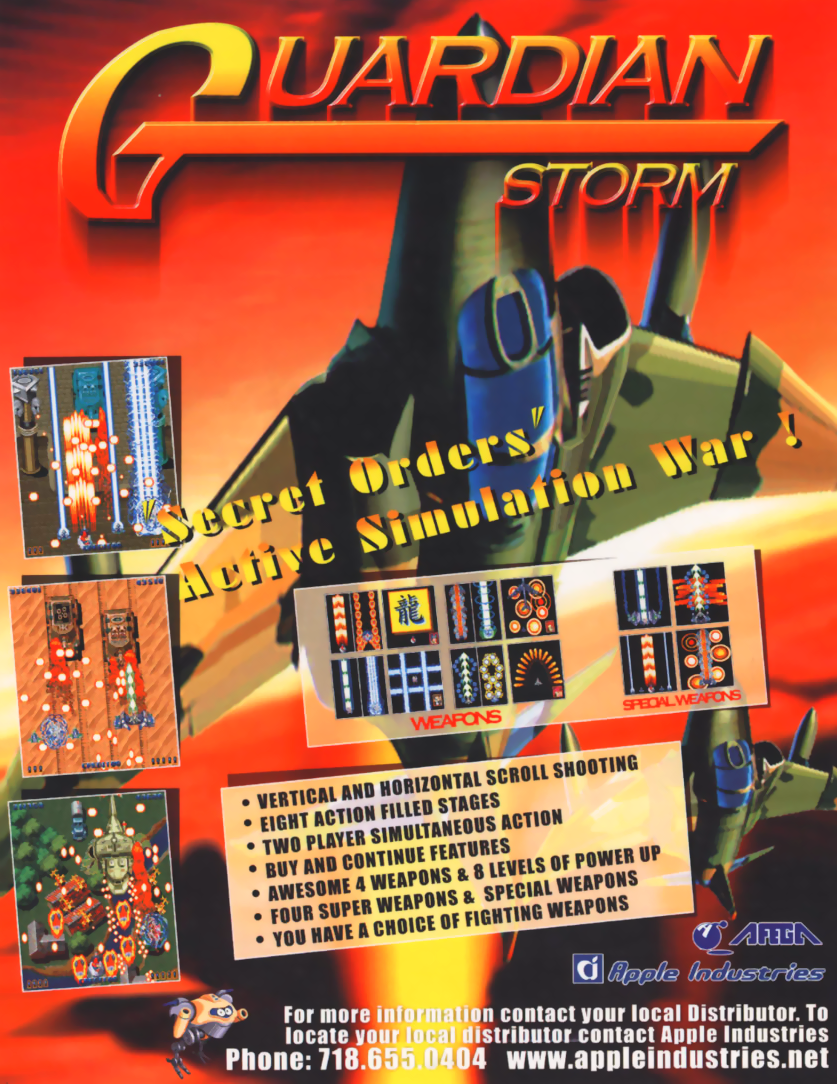 GUARDIAN
STORM
"Secret Orders"
Active Simulation War !
龍
WEAPONS
SPECIAL WEAPONS
• VERTICAL AND HORIZONTAL SCROLL SHOOTING
• EIGHT ACTION FILLED STAGES
• TWO PLAYER SIMULTANEOUS ACTION
• BUY AND CONTINUE FEATURES
• AWESOME 4 WEAPONS & 8 LEVELS OF POWER UP
• FOUR SUPER WEAPONS & SPECIAL WEAPONS
• YOU HAVE A CHOICE OF FIGHTING WEAPONS
AFEGA
Apple Industries
For more information contact your local Distributor. To
locate your local distributor contact Apple Industries
Phone: 718.655.0404 www.appleindustries.net